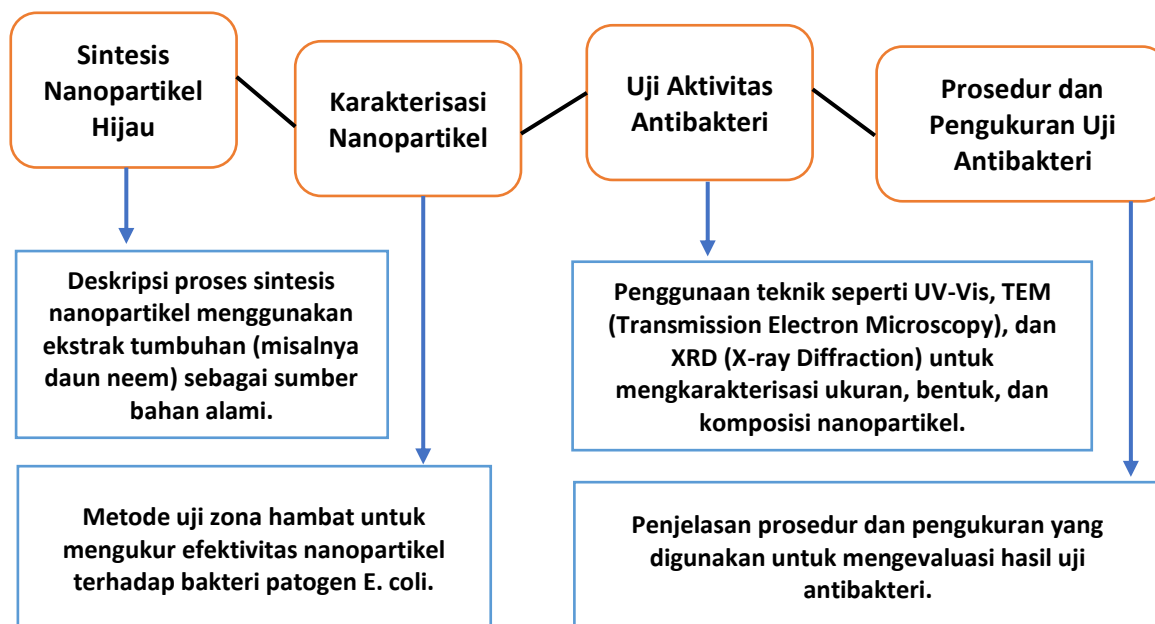 Sintesis
Nanopartikel
Hijau
Karakterisasi
Nanopartikel
Uji Aktivitas
Antibakteri
Prosedur dan
Pengukuran Uji
Antibakteri
Deskripsi proses sintesis
nanopartikel menggunakan
ekstrak tumbuhan (misalnya
daun neem) sebagai sumber
bahan alami.
Penggunaan teknik seperti UV-Vis, TEM
(Transmission Electron Microscopy), dan
XRD (X-ray Diffraction) untuk
mengkarakterisasi ukuran, bentuk, dan
komposisi nanopartikel.
Metode uji zona hambat untuk
mengukur efektivitas nanopartikel
terhadap bakteri patogen E. coli.
Penjelasan prosedur dan pengukuran yang
digunakan untuk mengevaluasi hasil uji
antibakteri.